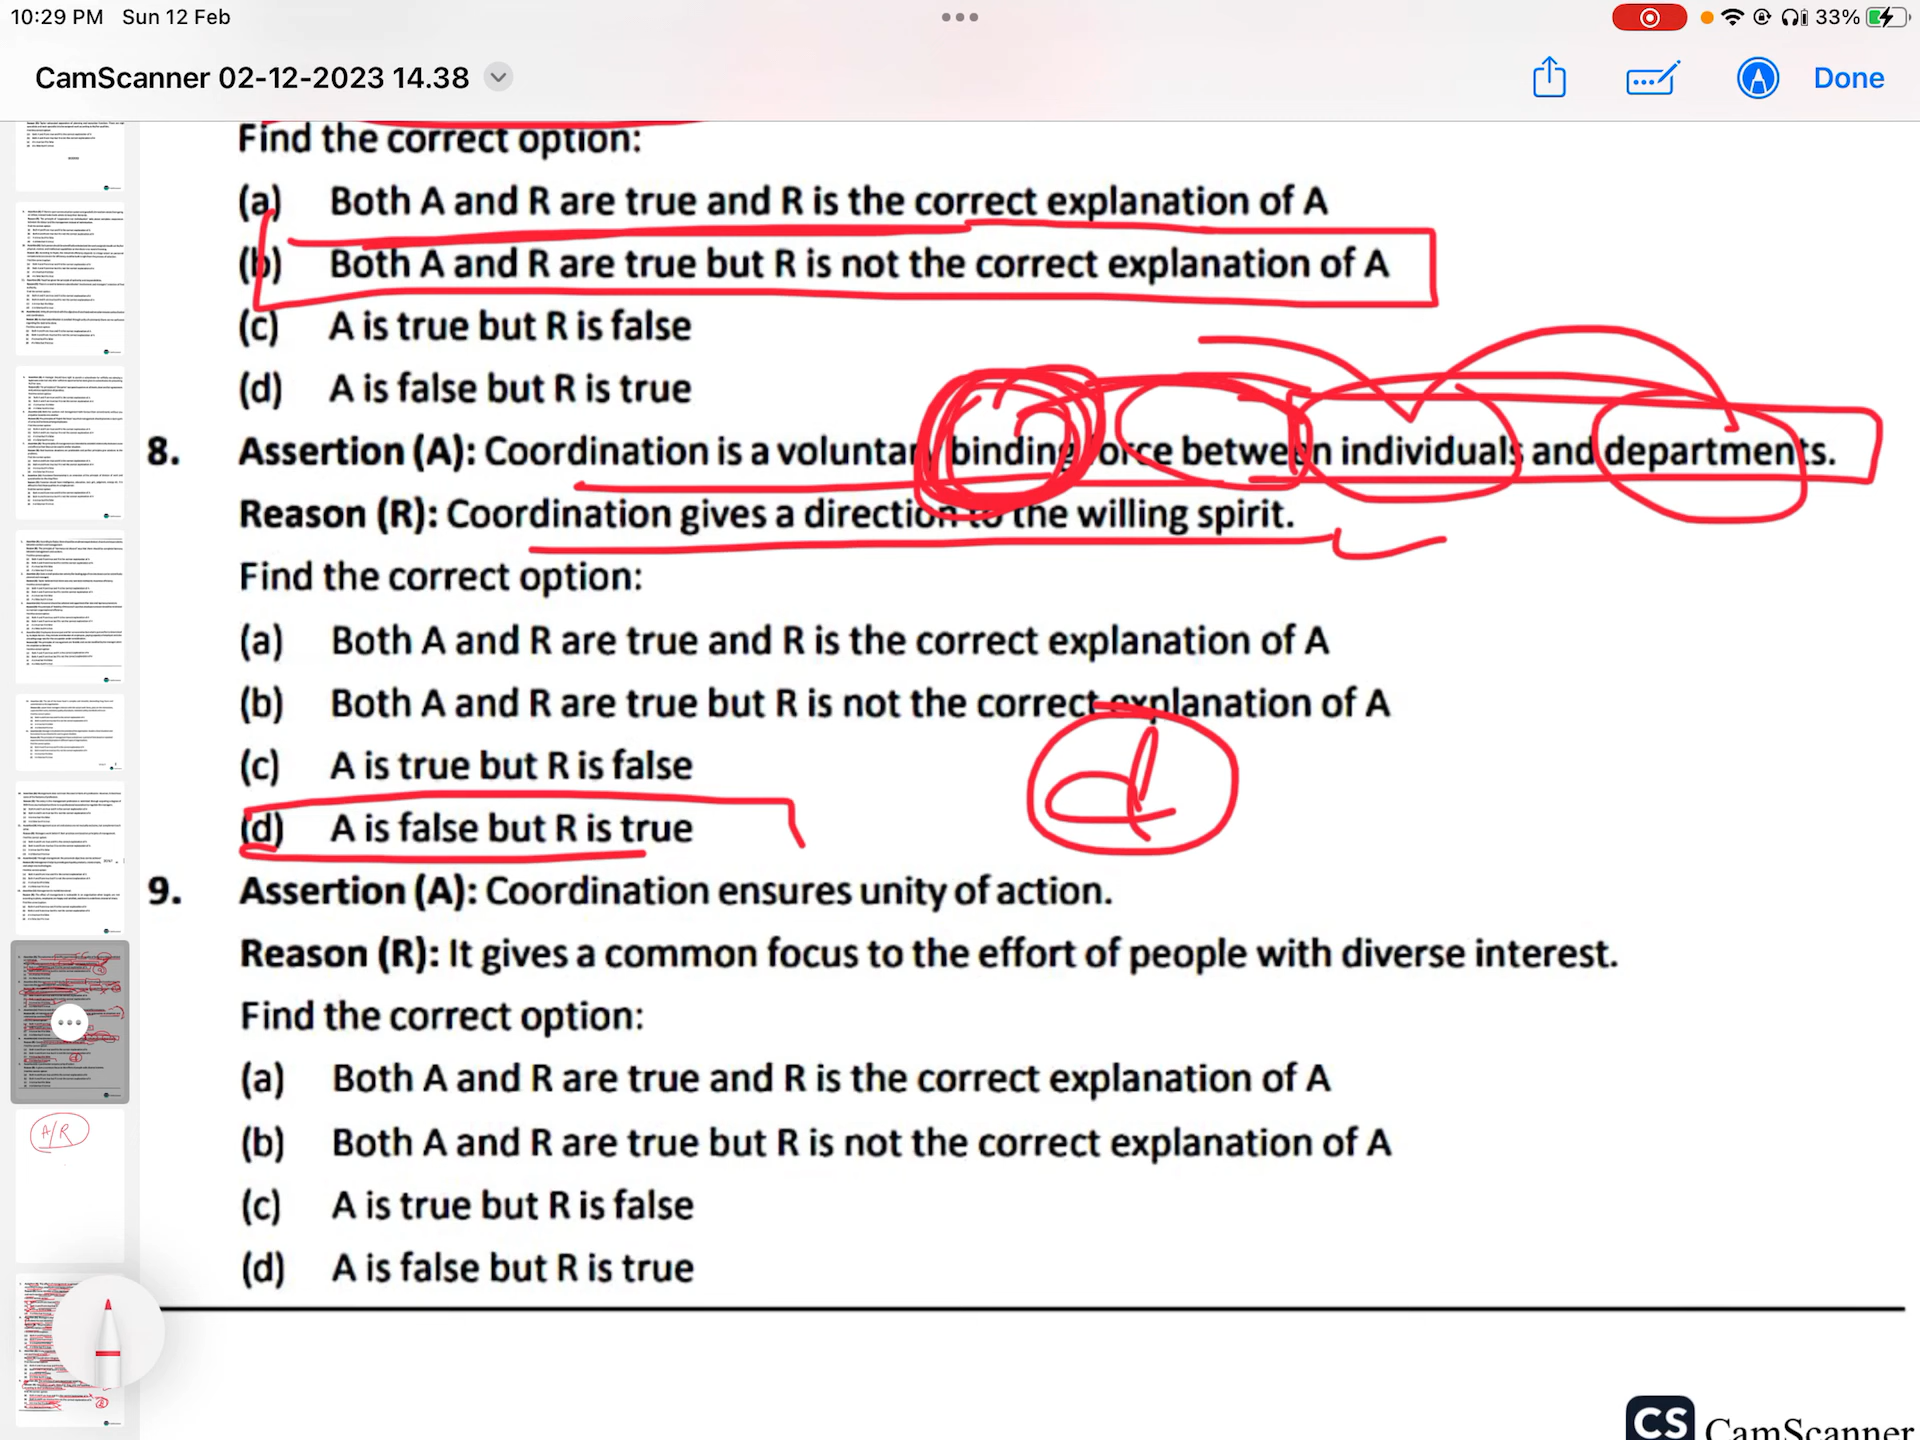 10:29 PM Sun 12 Feb
33%
CamScanner 02-12-2023 14.38
Done
Find the correct option:
(a) Both A and R are true and R is the correct explanation of A
(b) Both A and R are true but R is not the correct explanation of A
(c) A is true but R is false
(d) A is false but R is true
8. Assertion (A): Coordination is a voluntary binding force between individuals and departments.
Reason (R): Coordination gives a direction to the willing spirit.
Find the correct option:
(a) Both A and R are true and R is the correct explanation of A
(b) Both A and R are true but R is not the correct explanation of A
(c) A is true but R is false
d
(d) A is false but R is true
9. Assertion (A): Coordination ensures unity of action.
Reason (R): It gives a common focus to the effort of people with diverse interest.
Find the correct option:
(a) Both A and R are true and R is the correct explanation of A
A/R
(b) Both A and R are true but R is not the correct explanation of A
(c) A is true but R is false
(d) A is false but R is true
CS CamScanner